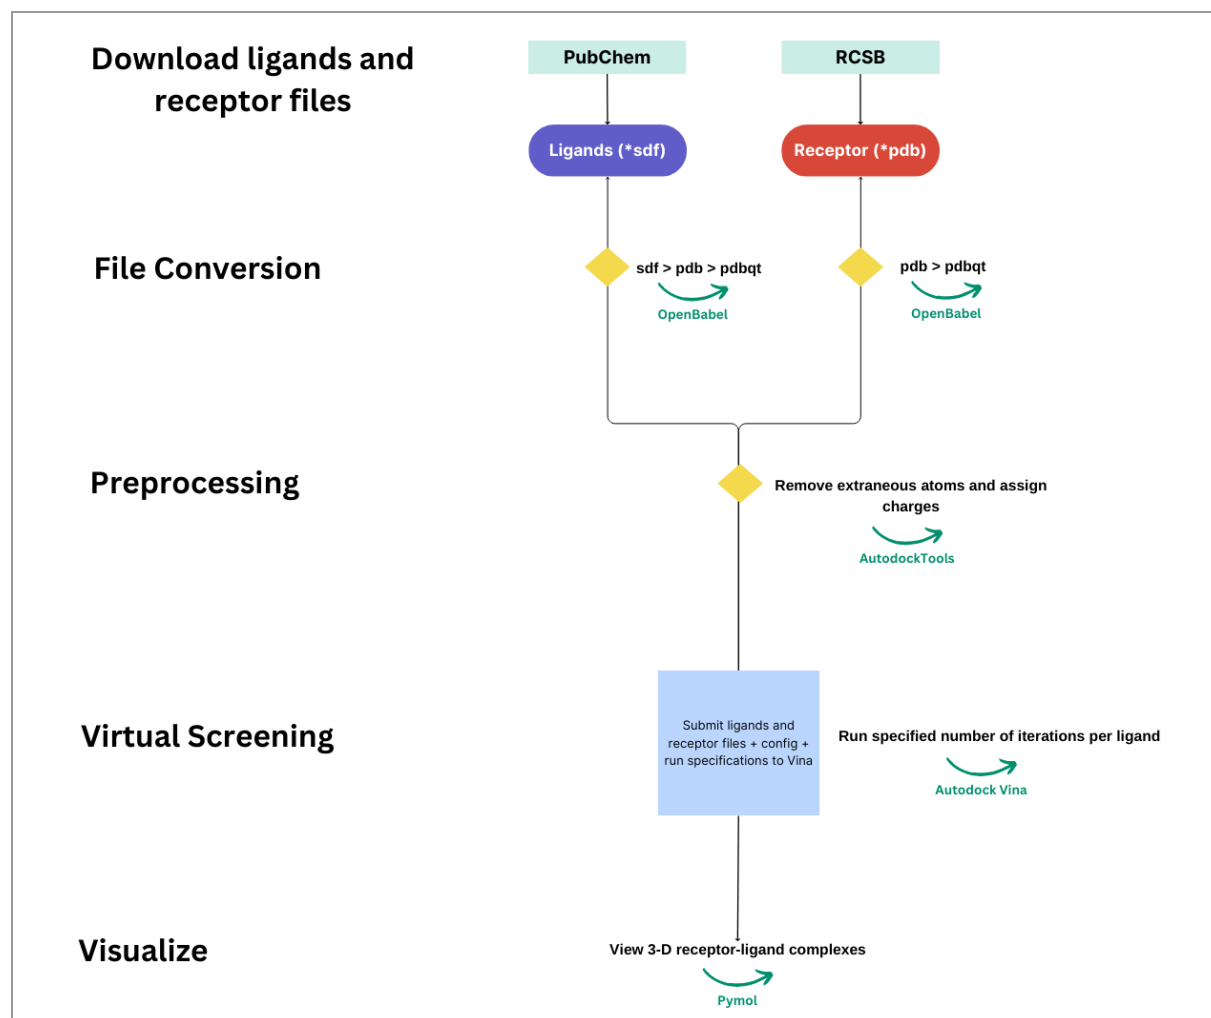 Download ligands and
receptor files
PubChem
RCSB
Ligands (*sdf)
Receptor (*pdb)
File Conversion
sdf > pdb > pdbqt
OpenBabel
pdb > pdbqt
OpenBabel
Preprocessing
Remove extraneous atoms and assign
charges
AutodockTools
Virtual Screening
Submit ligands and
receptor files + config +
run specifications to Vina
Run specified number of iterations per ligand
Autodock Vina
Visualize
View 3-D receptor-ligand complexes
Pymol